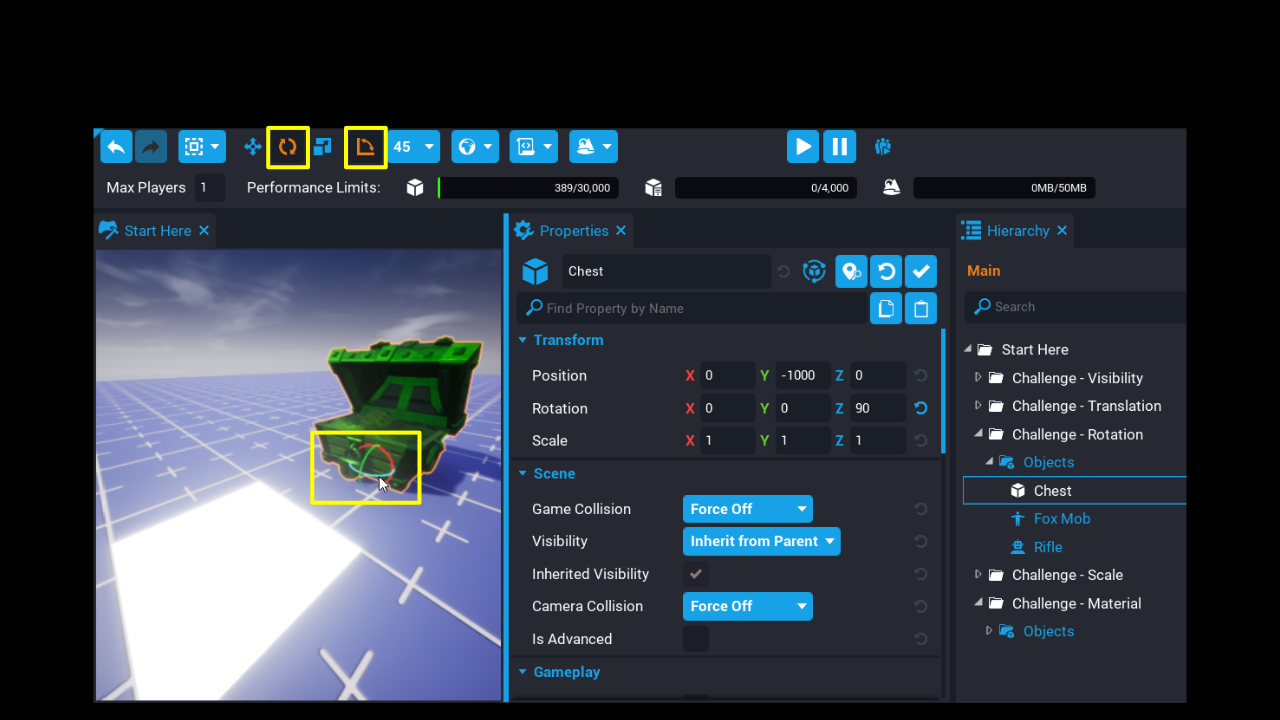 45
Max Players 1 Performance Limits: 389/30,000 0/4,000 0MB/50MB
Start Here
Properties
Hierarchy
Chest
Find Property by Name
Transform
Position X 0 Y -1000 Z 0
Rotation X 0 Y 0 Z 90
Scale X 1 Y 1 Z 1
Scene
Game Collision Force Off
Visibility Inherit from Parent
Inherited Visibility
Camera Collision Force Off
Is Advanced
Gameplay
Main
Search
Start Here
Challenge - Visibility
Challenge - Translation
Challenge - Rotation
Objects
Chest
Fox Mob
Rifle
Challenge - Scale
Challenge - Material
Objects